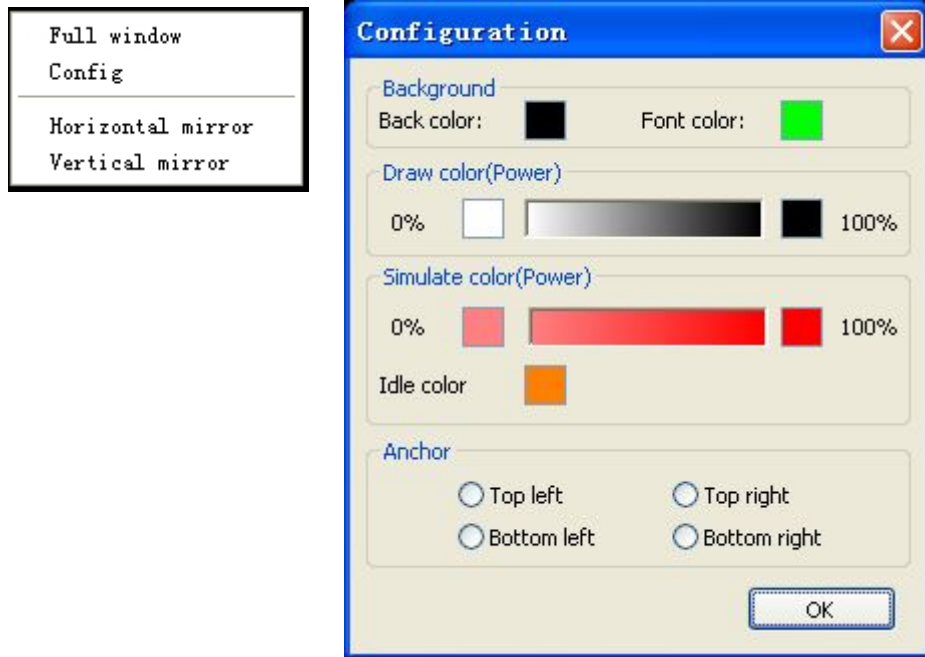 Full window
Config
Horizontal mirror
Vertical mirror
Configuration
Background
Back color: Font color:
Draw color(Power)
0% 100%
Simulate color(Power)
0% 100%
Idle color
Anchor
Top left Top right
Bottom left Bottom right
OK